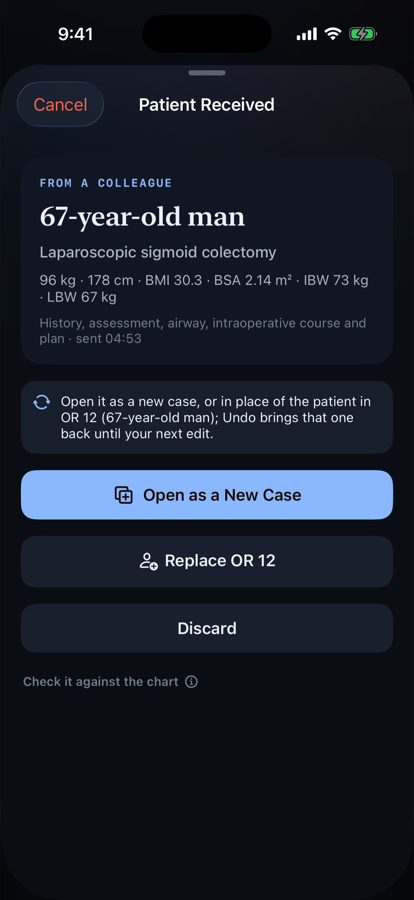 9:41
Cancel
Patient Received
FROM A COLLEAGUE
67-year-old man
Laparoscopic sigmoid colectomy
96 kg · 178 cm · BMI 30.3 · BSA 2.14 m² · IBW 73 kg
· LBW 67 kg
History, assessment, airway, intraoperative course and
plan · sent 04:53
Open it as a new case, or in place of the patient in
OR 12 (67-year-old man); Undo brings that one
back until your next edit.
Open as a New Case
Replace OR 12
Discard
Check it against the chart